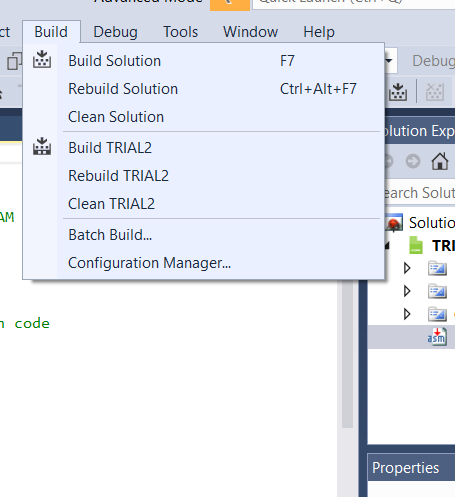 Advanced Mode Quick Launch (Ctrl+Q)
ct Build Debug Tools Window Help
Build Solution F7
Debug
Rebuild Solution Ctrl+Alt+F7
Clean Solution
olution Exp
Build TRIAL2
Rebuild TRIAL2
earch Solut
Clean TRIAL2
AM
Solutio
Batch Build...
TRI
Configuration Manager...
n code
asm
Properties